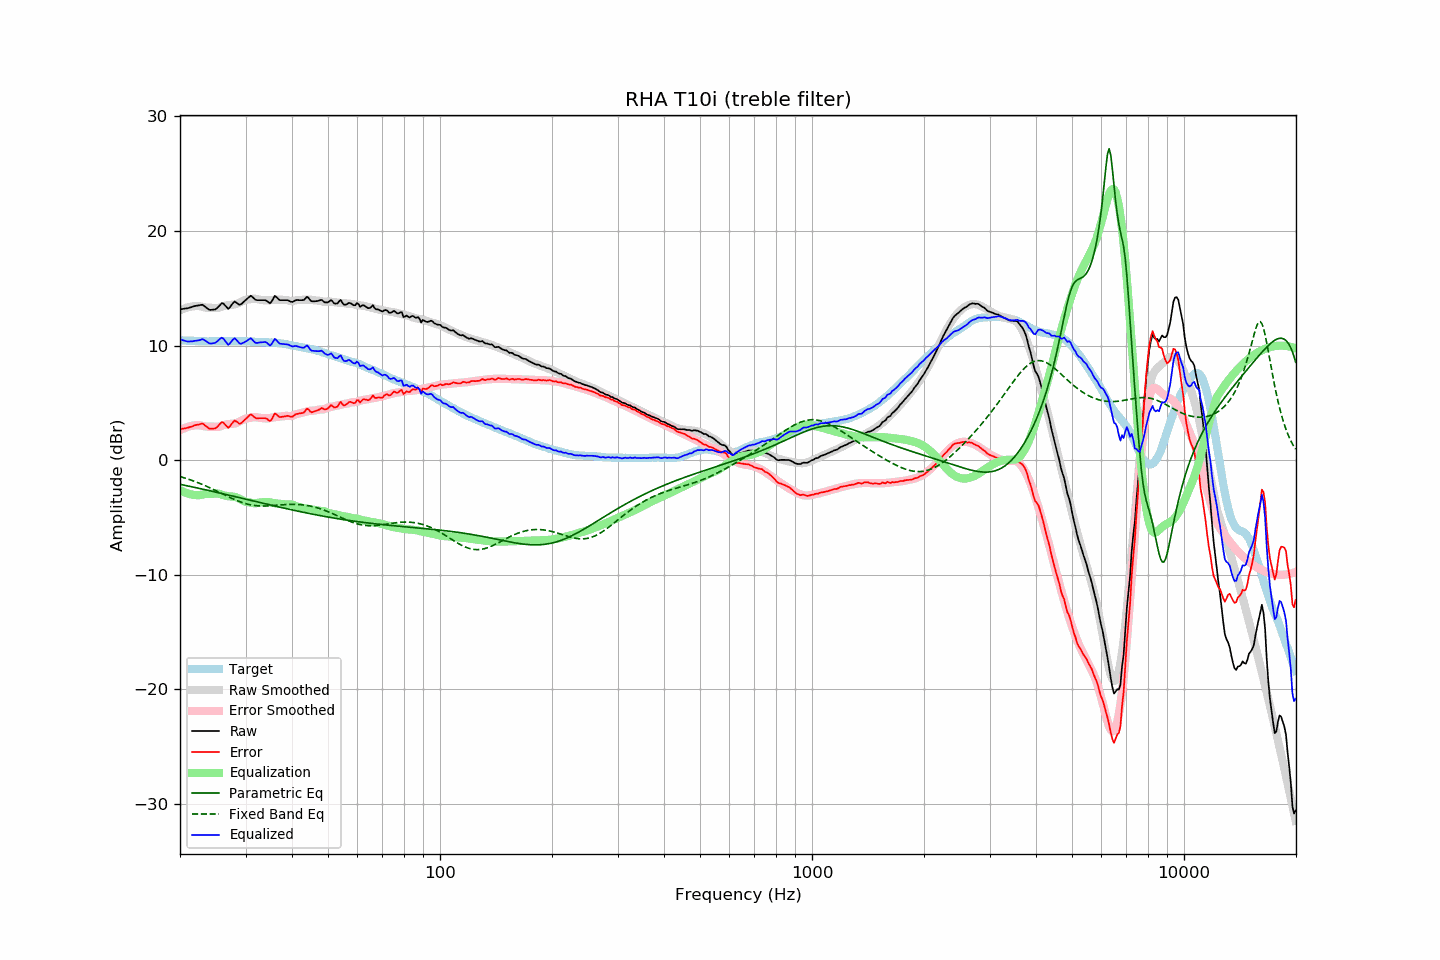 RHA T10i (treble filter)
30
20
10
0
−10
−20
−30
Amplitude (dBr)
Target
Raw Smoothed
Error Smoothed
Raw
Error
Equalization
Parametric Eq
Fixed Band Eq
Equalized
100
1000
10000
Frequency (Hz)